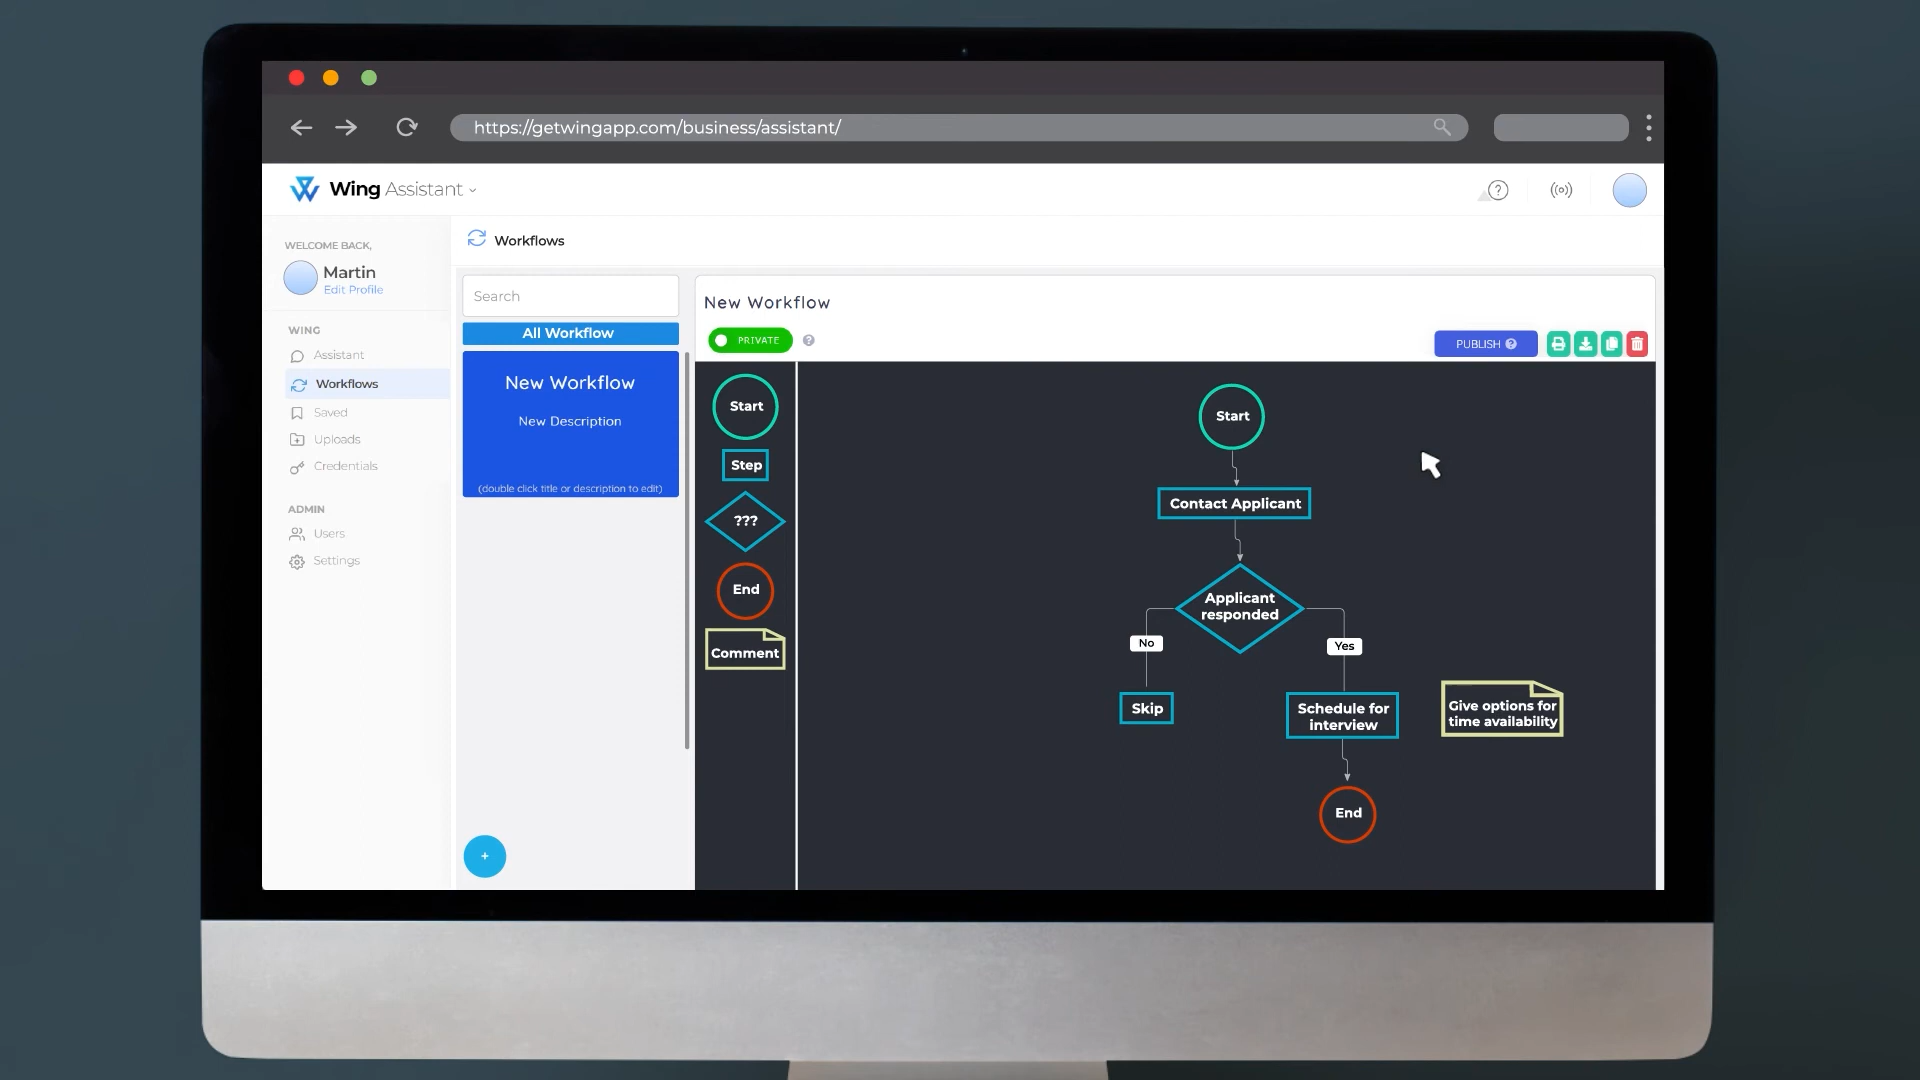 https://getwingapp.com/business/assistant/
Wing Assistant
WELCOME BACK,
Martin
Edit Profile
WING
Assistant
Workflows
Saved
Uploads
Credentials
ADMIN
Users
Settings
Workflows
Search
All Workflow
New Workflow
New Description
(double click title or description to edit)
+
New Workflow
PRIVATE ?
PUBLISH ?
Start
Step
???
End
Comment
Start
Contact Applicant
Applicant
responded
No
Yes
Skip
Schedule for
interview
Give options for
time availability
End